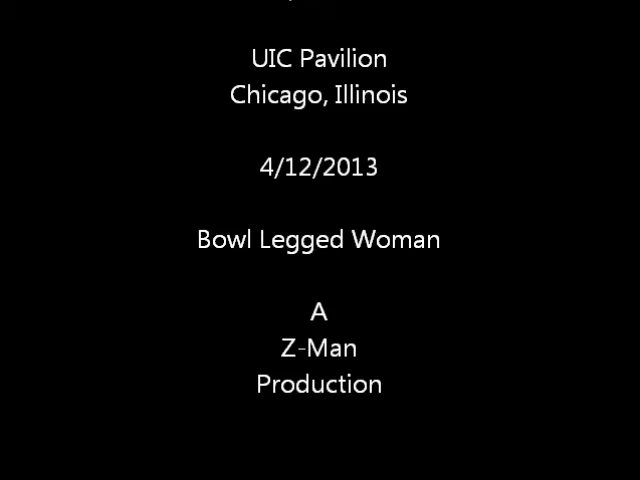 UIC Pavilion
Chicago, Illinois
4/12/2013
Bowl Legged Woman
A
Z-Man
Production